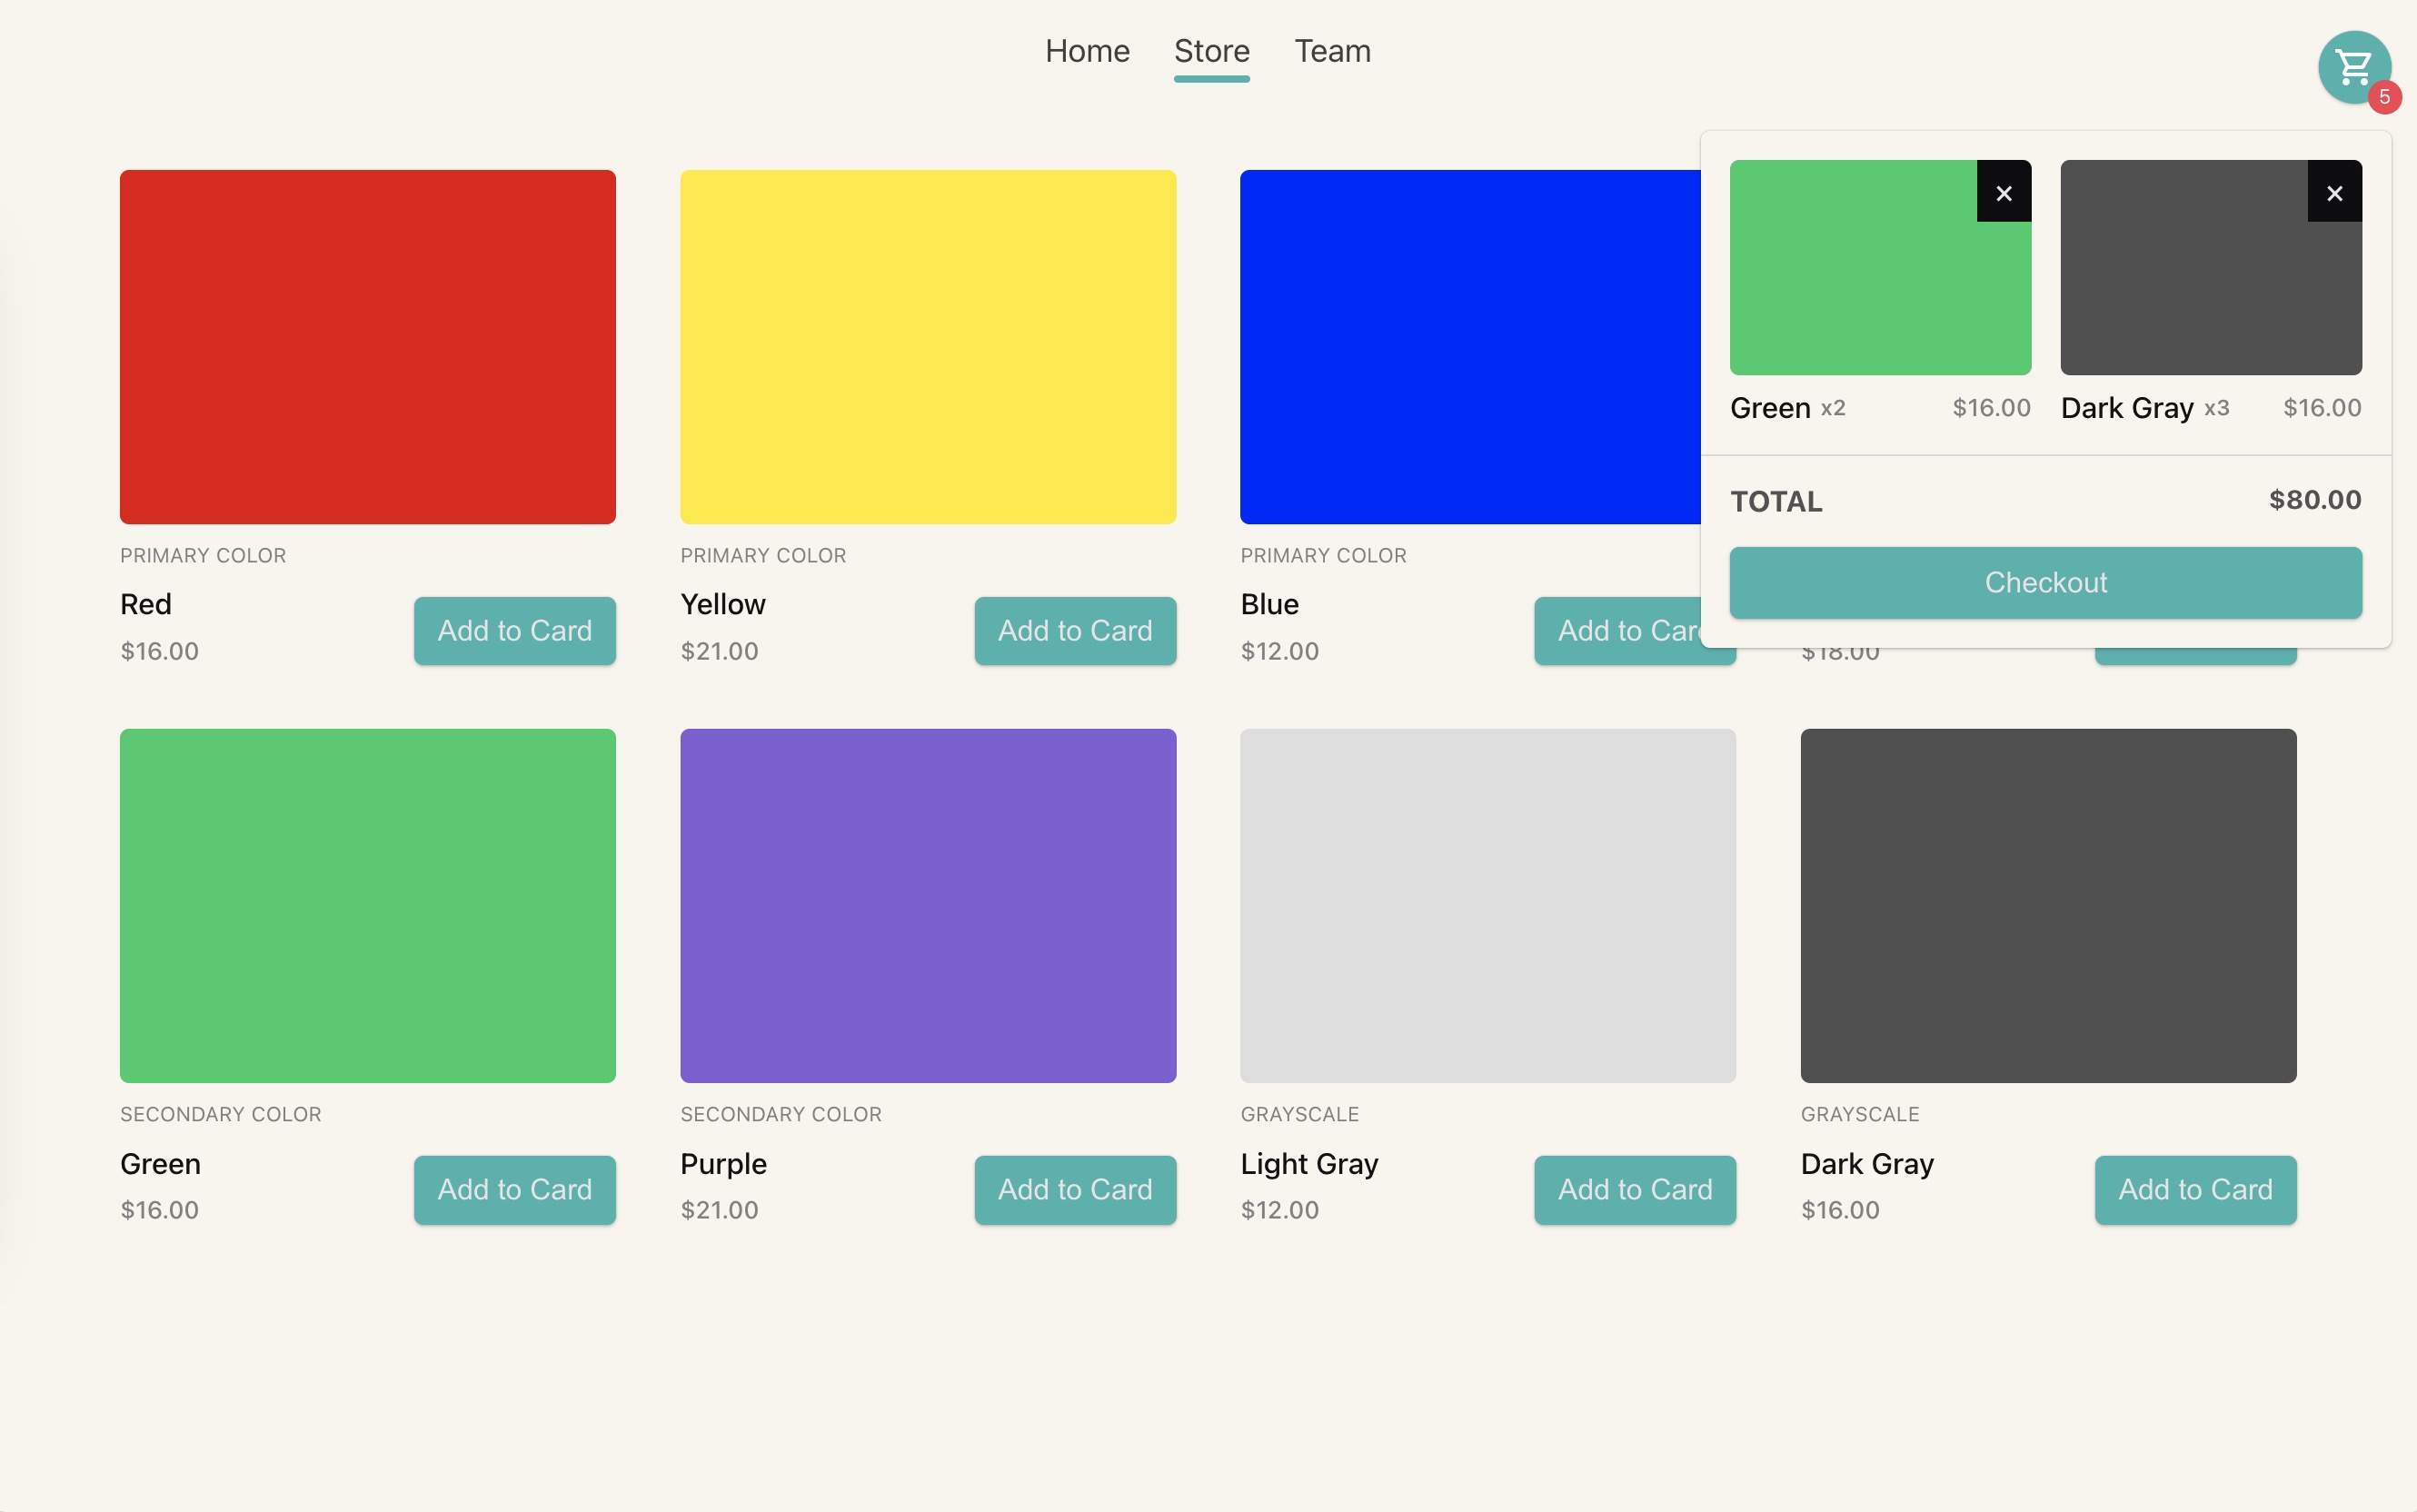 Home Store Team
5
Green x2 $16.00 Dark Gray x3 $16.00
TOTAL $80.00
Checkout
PRIMARY COLOR PRIMARY COLOR PRIMARY COLOR
Red Yellow Blue
Add to Card Add to Card Add to Car
$16.00 $21.00 $12.00 $18.00
SECONDARY COLOR SECONDARY COLOR GRAYSCALE GRAYSCALE
Green Purple Light Gray Dark Gray
Add to Card Add to Card Add to Card Add to Card
$16.00 $21.00 $12.00 $16.00